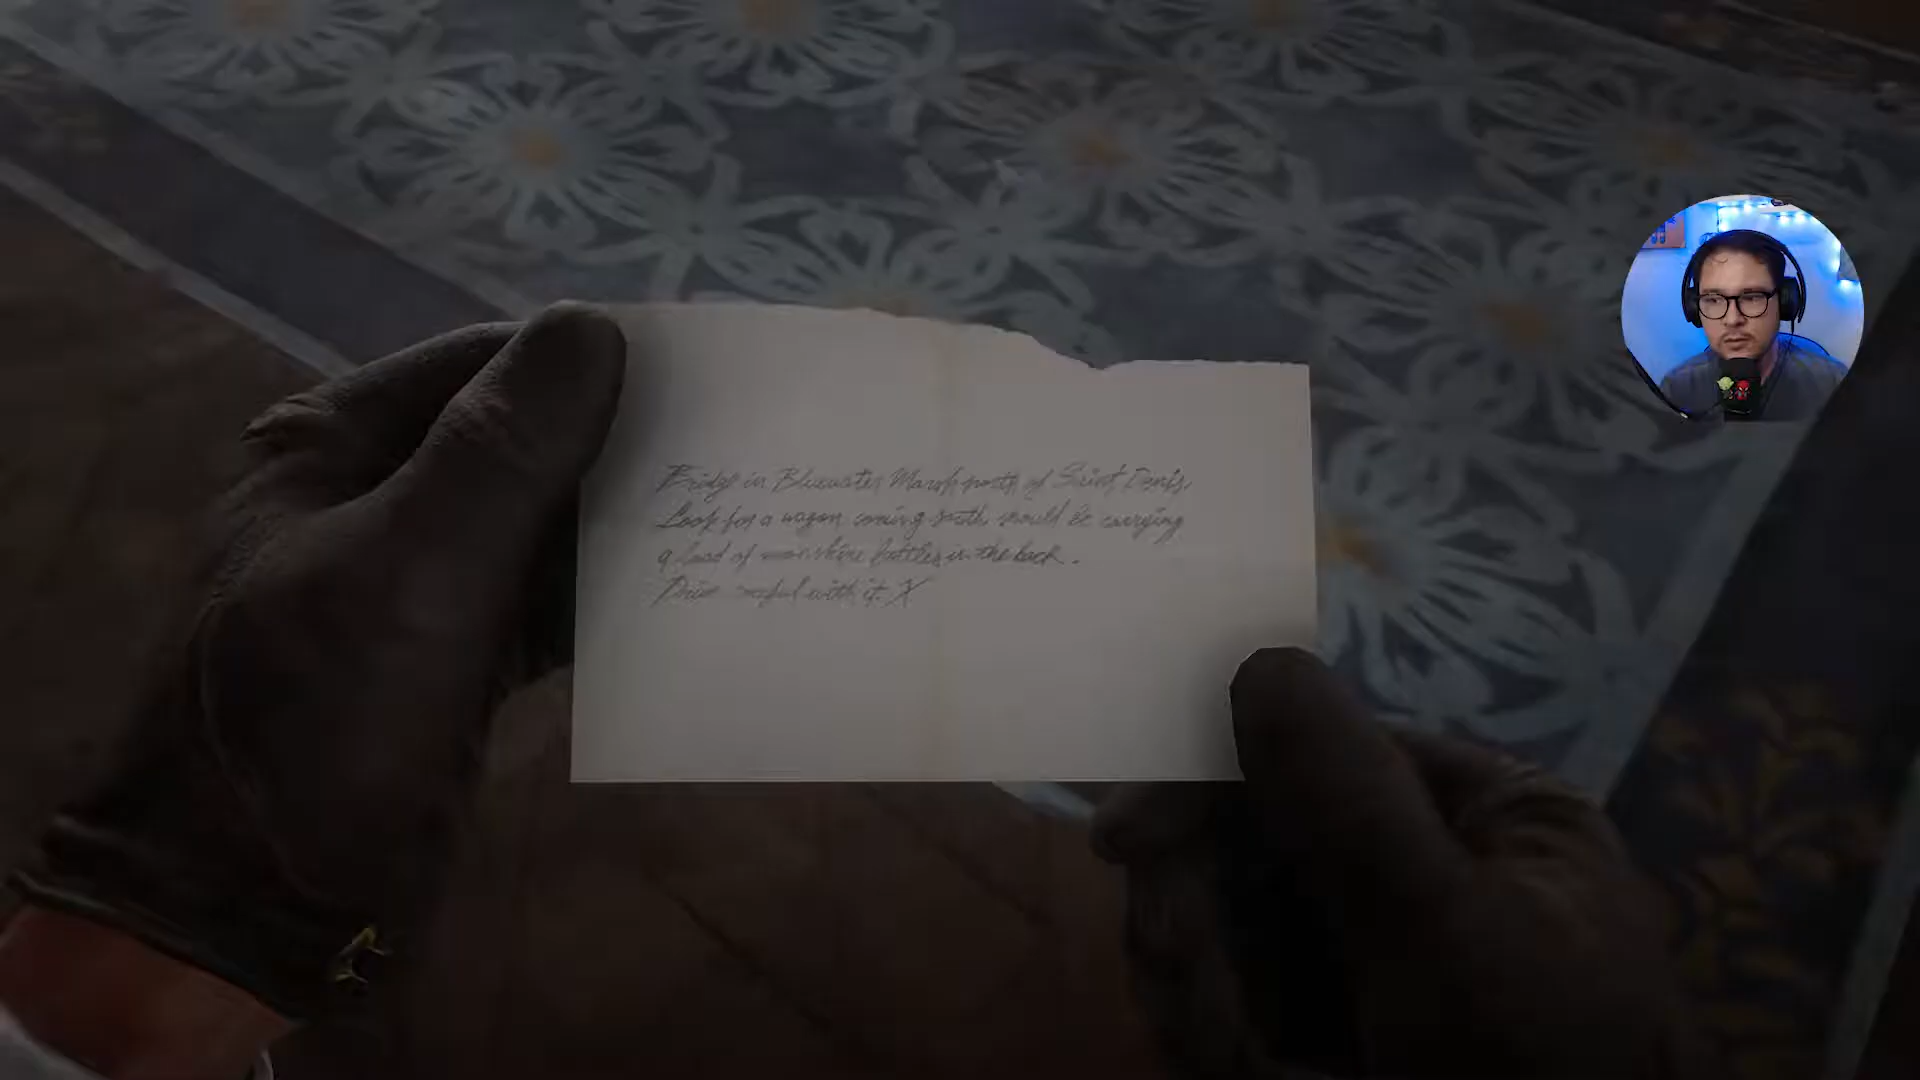 Bridge in Bluewater Marsh north of Saint Denis.
Look for a wagon coming south, should be carrying
a load of moonshine bottles in the back.
Drive careful with it. X